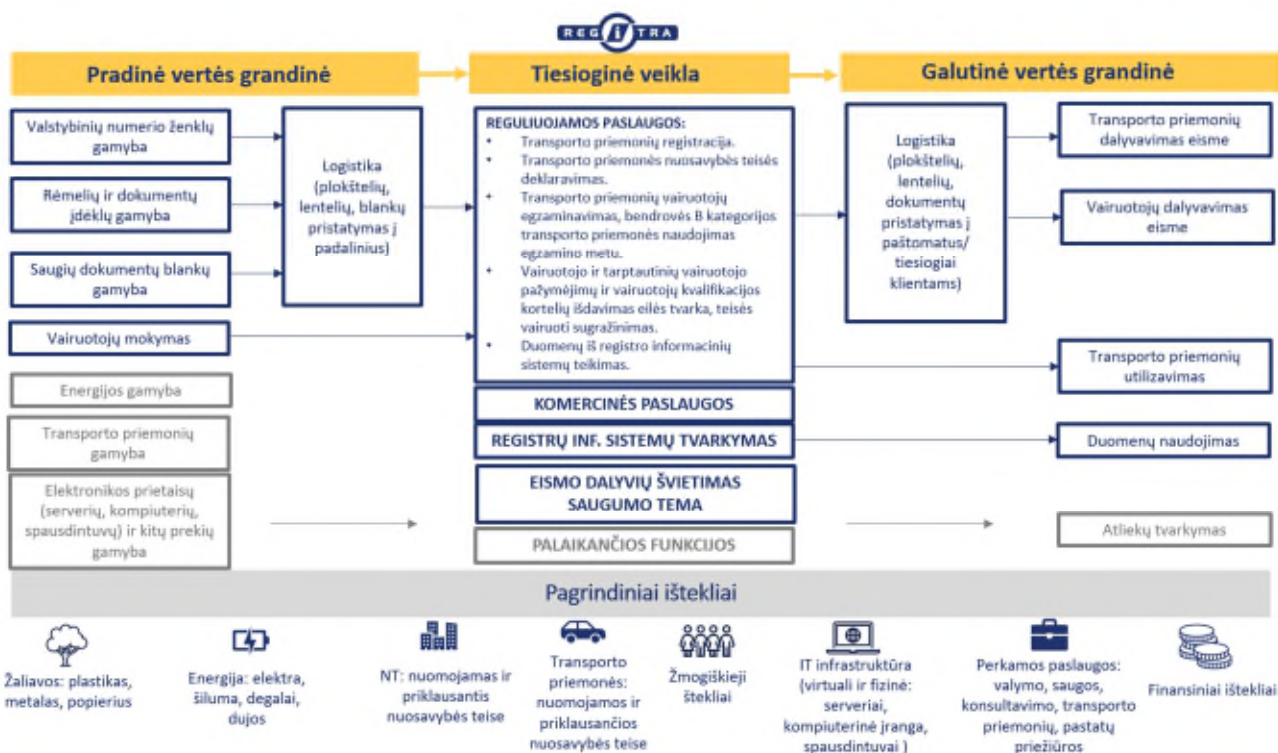 REGiTRA
Pradinė vertės grandinė
Tiesioginė veikla
Galutinė vertės grandinė
Valstybinių numerio ženklų
gamyba
Rėmelių ir dokumentų
įdėklų gamyba
Saugių dokumentų blankų
gamyba
Vairuotojų mokymas
Energijos gamyba
Transporto priemonių
gamyba
Elektronikos prietaisų
(serverių, kompiuterių,
spausdintuvų) ir kitų prekių
gamyba
Logistika
(plokštelių,
lentelių, blankų
pristatymas į
padalinius)
REGULIUOJAMOS PASLAUGOS:
• Transporto priemonių registracija.
• Transporto priemonės nuosavybės teisės
deklaravimas.
• Transporto priemonių vairuotojų
egzaminavimas, bendrovės B kategorijos
transporto priemonės naudojimas
egzamino metu.
• Vairuotojo ir tarptautinių vairuotojo
pažymėjimų ir vairuotojų kvalifikacijos
kortelių išdavimas eilės tvarka, teisės
vairuoti sugražinimas.
• Duomenų iš registro informacinių
sistemų teikimas.
KOMERCINĖS PASLAUGOS
REGISTRŲ INF. SISTEMŲ TVARKYMAS
EISMO DALYVIŲ ŠVIETIMAS
SAUGUMO TEMA
PALAIKANČIOS FUNKCIJOS
Logistika
(plokštelių,
lentelių,
dokumentų
pristatymas į
paštomatus/
tiesiogiai
klientams)
Transporto priemonių
dalyvavimas eisme
Vairuotojų dalyvavimas
eisme
Transporto priemonių
utilizavimas
Duomenų naudojimas
Atliekų tvarkymas
Pagrindiniai ištekliai
Žaliavos: plastikas,
metalas, popierius
Energija: elektra,
šiluma, degalai,
dujos
NT: nuomojamas ir
priklausantis
nuosavybės teise
Transporto
priemonės:
nuomojamos ir
priklausančios
nuosavybės teise
Žmogiškieji
štekliai
IT infrastruktūra
(virtuali ir fizinė:
serveriai,
kompiuterinė įranga,
spausdintuvai )
Perkamos paslaugos:
valymo, saugos,
konsultavimo, transporto
priemonių, pastatų
priežiūros
Finansiniai ištekliai